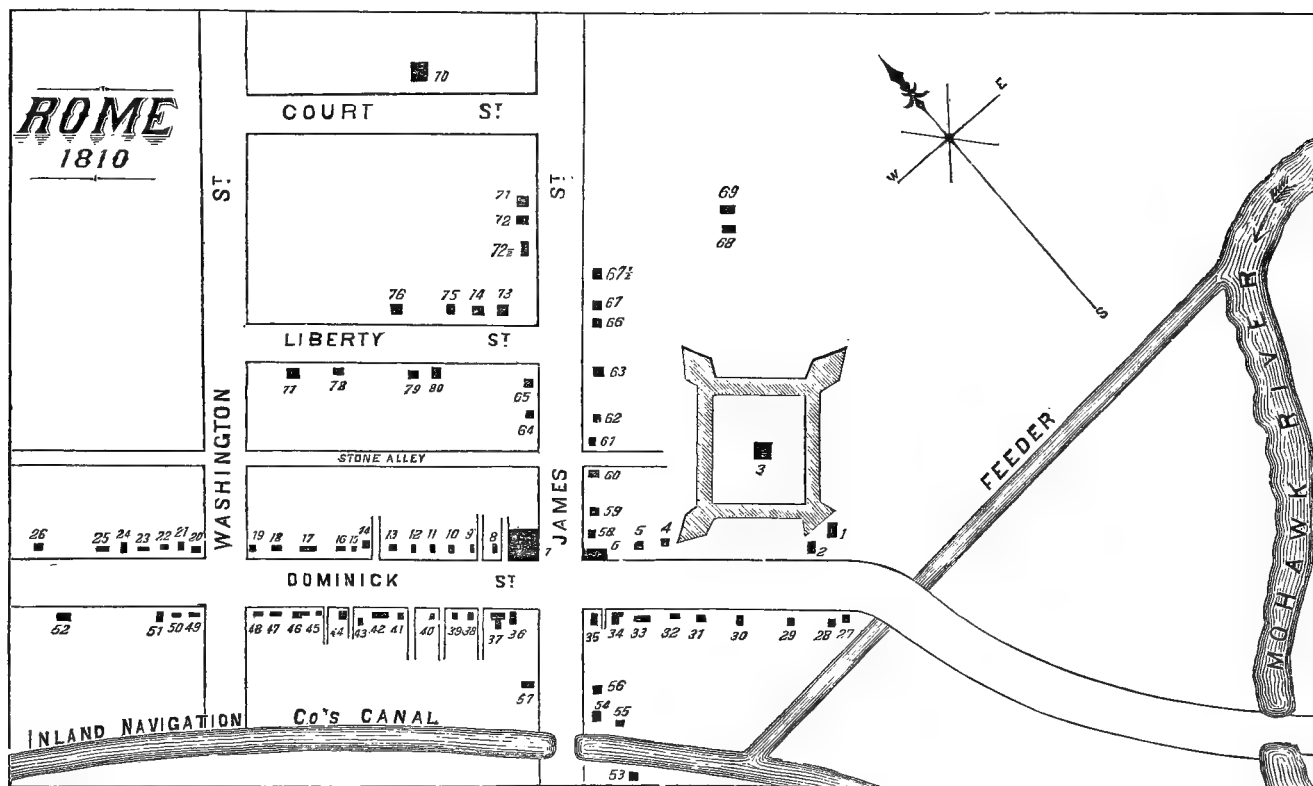 ROME
1810
70
COURT ST
WASHINGTON ST
JAMES ST
E
W
S
71
72
72½
69
68
67½
67
66
76 75 74 73
LIBERTY ST
77 78 79 80
65
64
63
62
61
STONE ALLEY
3
60
59
58
6 5 4
2 1
FEEDER
MOHAWK RIVER
26 25 24 23 22 21 20
19 18 17 16 15 14 13 12 11 10 9 8 7
DOMINICK ST
52 51 50 49
48 47 46 45 44 43 42 41 40 39 38 37 36
35 34 33 32 31 30 29 28 27
57
56
54 55
INLAND NAVIGATION Co's CANAL
53